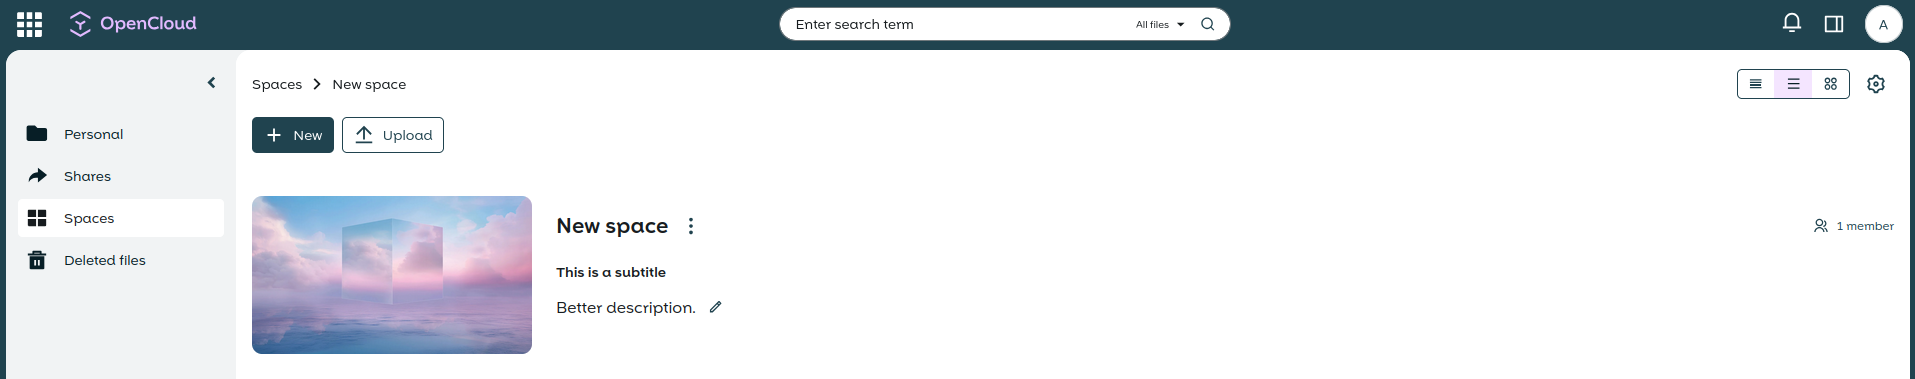 OpenCloud
Enter search term
All files
A
Spaces
New space
Personal
Shares
Spaces
Deleted files
New
Upload
New space
1 member
This is a subtitle
Better description.